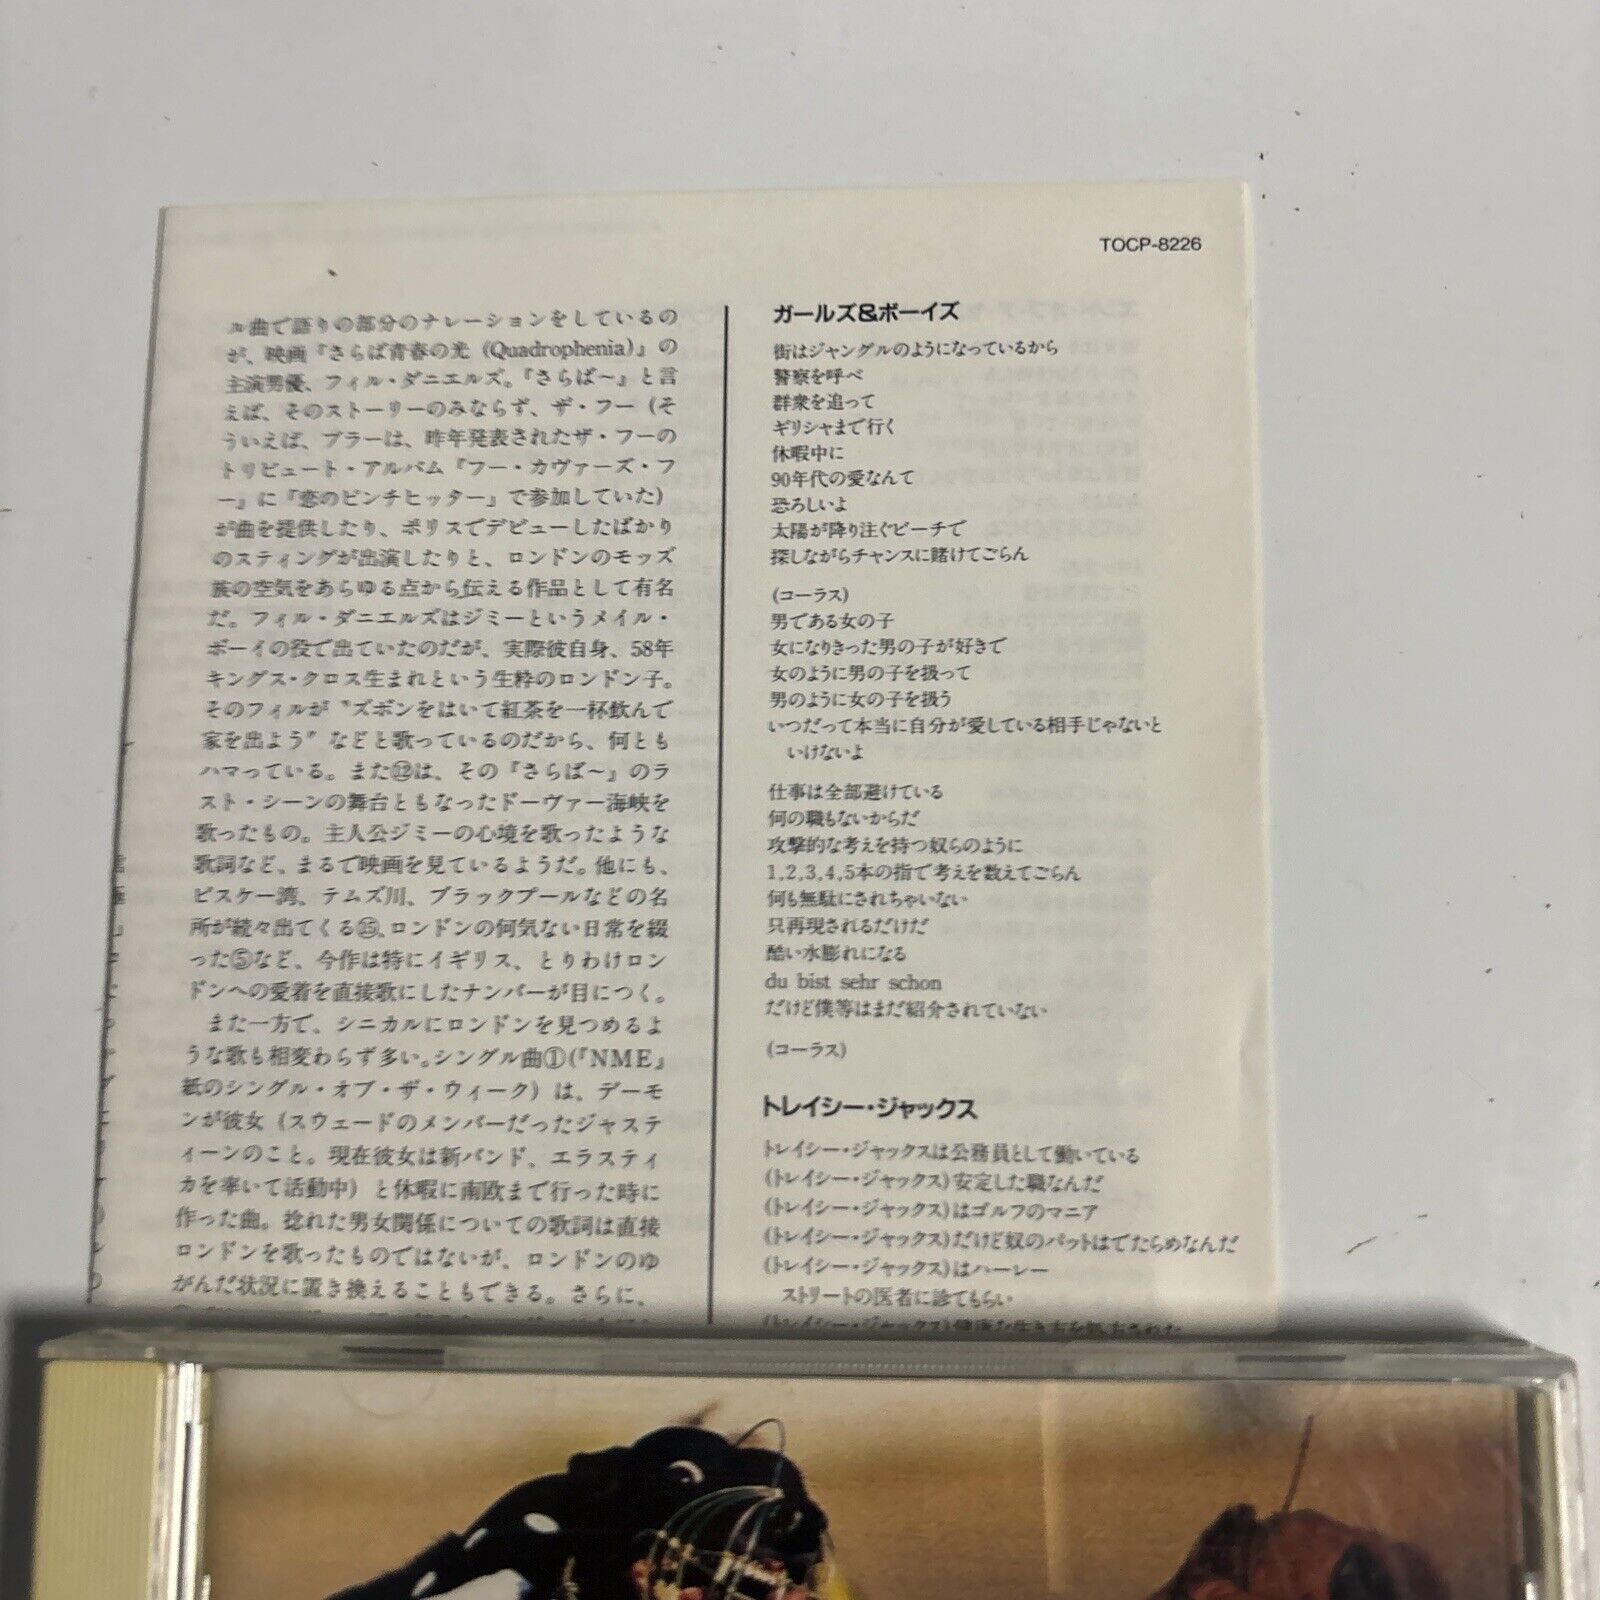 TOCP-8226
ル曲で語りの部分のナレーションをしているの
が、映画『さらば青春の光 (Quadrophenia)』の
主演男優、フィル・ダニエルズ。『さらば〜』と言
えば、そのストーリーのみならず、ザ・フー (そ
ういえば、ブラーは、昨年発表されたザ・フーの
トリビュート・アルバム『フー・カヴァーズ・フ
ー』に「恋のピンチヒッター」で参加していた)
が曲を提供したり、ポリスでデビューしたばかり
のスティングが出演したりと、ロンドンのモッズ
族の空気をあらゆる点から伝える作品として有名
だ。フィル・ダニエルズはジミーというメイル・
ボーイの役で出ていたのだが、実際彼自身、58年
キングス・クロス生まれという生粋のロンドン子。
そのフィルが〝ズボンをはいて紅茶を一杯飲んで
家を出よう〞などと歌っているのだから、何とも
ハマっている。また⑫は、その『さらば〜』のラ
スト・シーンの舞台ともなったドーヴァー海峡を
歌ったもの。主人公ジミーの心境を歌ったような
歌詞など、まるで映画を見ているようだ。他にも、
ビスケー湾、テムズ川、ブラックプールなどの名
所が続々出てくる⑮、ロンドンの何気ない日常を綴
った⑤など、今作は特にイギリス、とりわけロン
ドンへの愛着を直接歌にしたナンバーが目につく。
また一方で、シニカルにロンドンを見つめるよ
うな歌も相変わらず多い。シングル曲①(『NME』
紙のシングル・オブ・ザ・ウィーク) は、デーモ
ンが彼女 (スウェードのメンバーだったジャステ
ィーンのこと。現在彼女は新バンド、エラスティ
カを率いて活動中) と休暇に南欧まで行った時に
作った曲。捻れた男女関係についての歌詞は直接
ロンドンを歌ったものではないが、ロンドンのゆ
がんだ状況に置き換えることもできる。さらに、
ガールズ&ボーイズ
街はジャングルのようになっているから
警察を呼べ
群衆を追って
ギリシャまで行く
休暇中に
90年代の愛なんて
恐ろしいよ
太陽が降り注ぐビーチで
探しながらチャンスに賭けてごらん
(コーラス)
男である女の子
女になりきった男の子が好きで
女のように男の子を扱って
男のように女の子を扱う
いつだって本当に自分が愛している相手じゃないと
いけないよ
仕事は全部避けている
何の職もないからだ
攻撃的な考えを持つ奴らのように
1,2,3,4,5本の指で考えを数えてごらん
何も無駄にされちゃいない
只再現されるだけだ
酷い水膨れになる
du bist sehr schon
だけど僕等はまだ紹介されていない
(コーラス)
トレイシー・ジャックス
トレイシー・ジャックスは公務員として働いている
(トレイシー・ジャックス)安定した職なんだ
(トレイシー・ジャックス)はゴルフのマニア
(トレイシー・ジャックス)だけど奴のパットはでたらめなんだ
(トレイシー・ジャックス)はハーレー
ストリートの医者に診てもらい